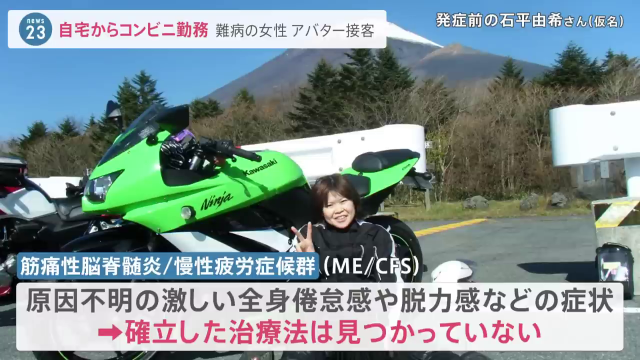 news 23
自宅からコンビニ勤務 難病の女性 アバター接客
発症前の石平由希さん(仮名)
Kawasaki
Ninja
筋痛性脳脊髄炎/慢性疲労症候群(ME/CFS)
原因不明の激しい全身倦怠感や脱力感などの症状
➡確立した治療法は見つかっていない